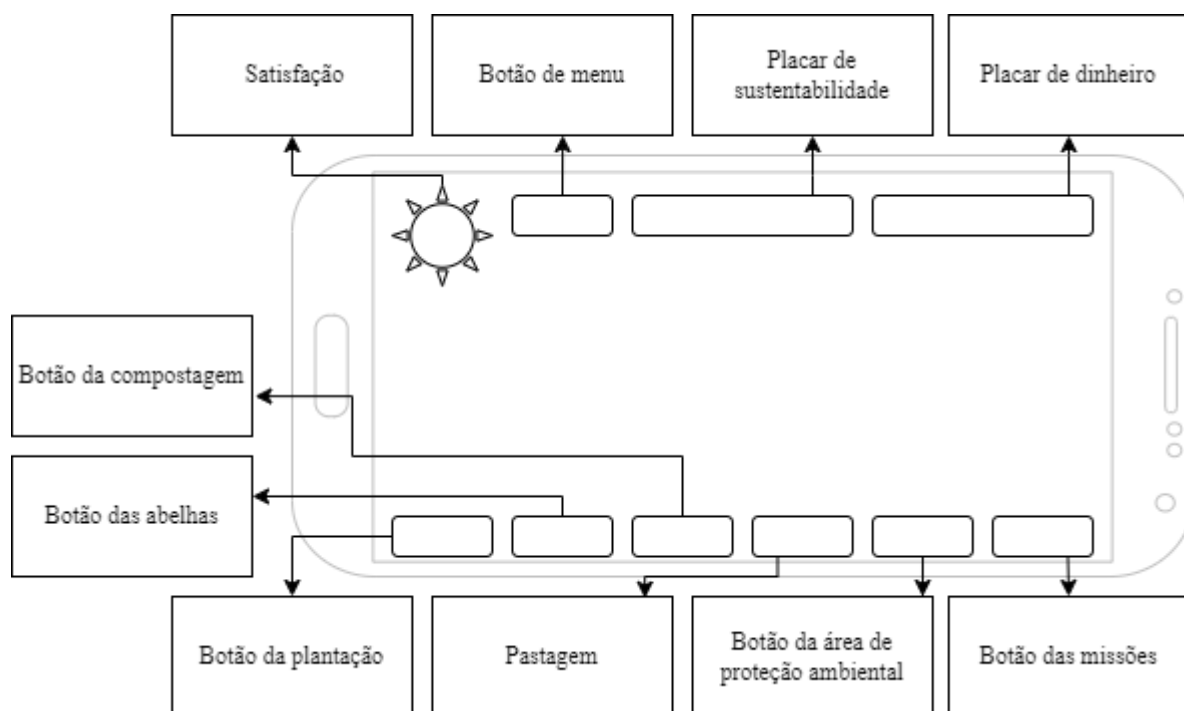 Satisfação
Botão de menu
Placar de
sustentabilidade
Placar de dinheiro
Botão da compostagem
Botão das abelhas
Botão da plantação
Pastagem
Botão da área de
proteção ambiental
Botão das missões